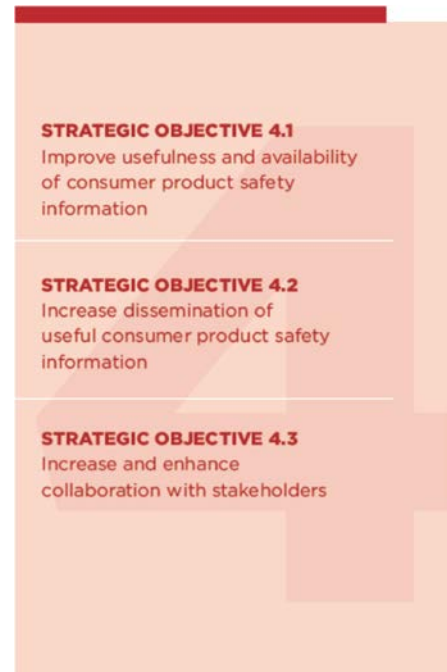 STRATEGIC OBJECTIVE 4.1
Improve usefulness and availability
of consumer product safety
information
STRATEGIC OBJECTIVE 4.2
Increase dissemination of
useful consumer product safety
information
STRATEGIC OBJECTIVE 4.3
Increase and enhance
collaboration with stakeholders
4